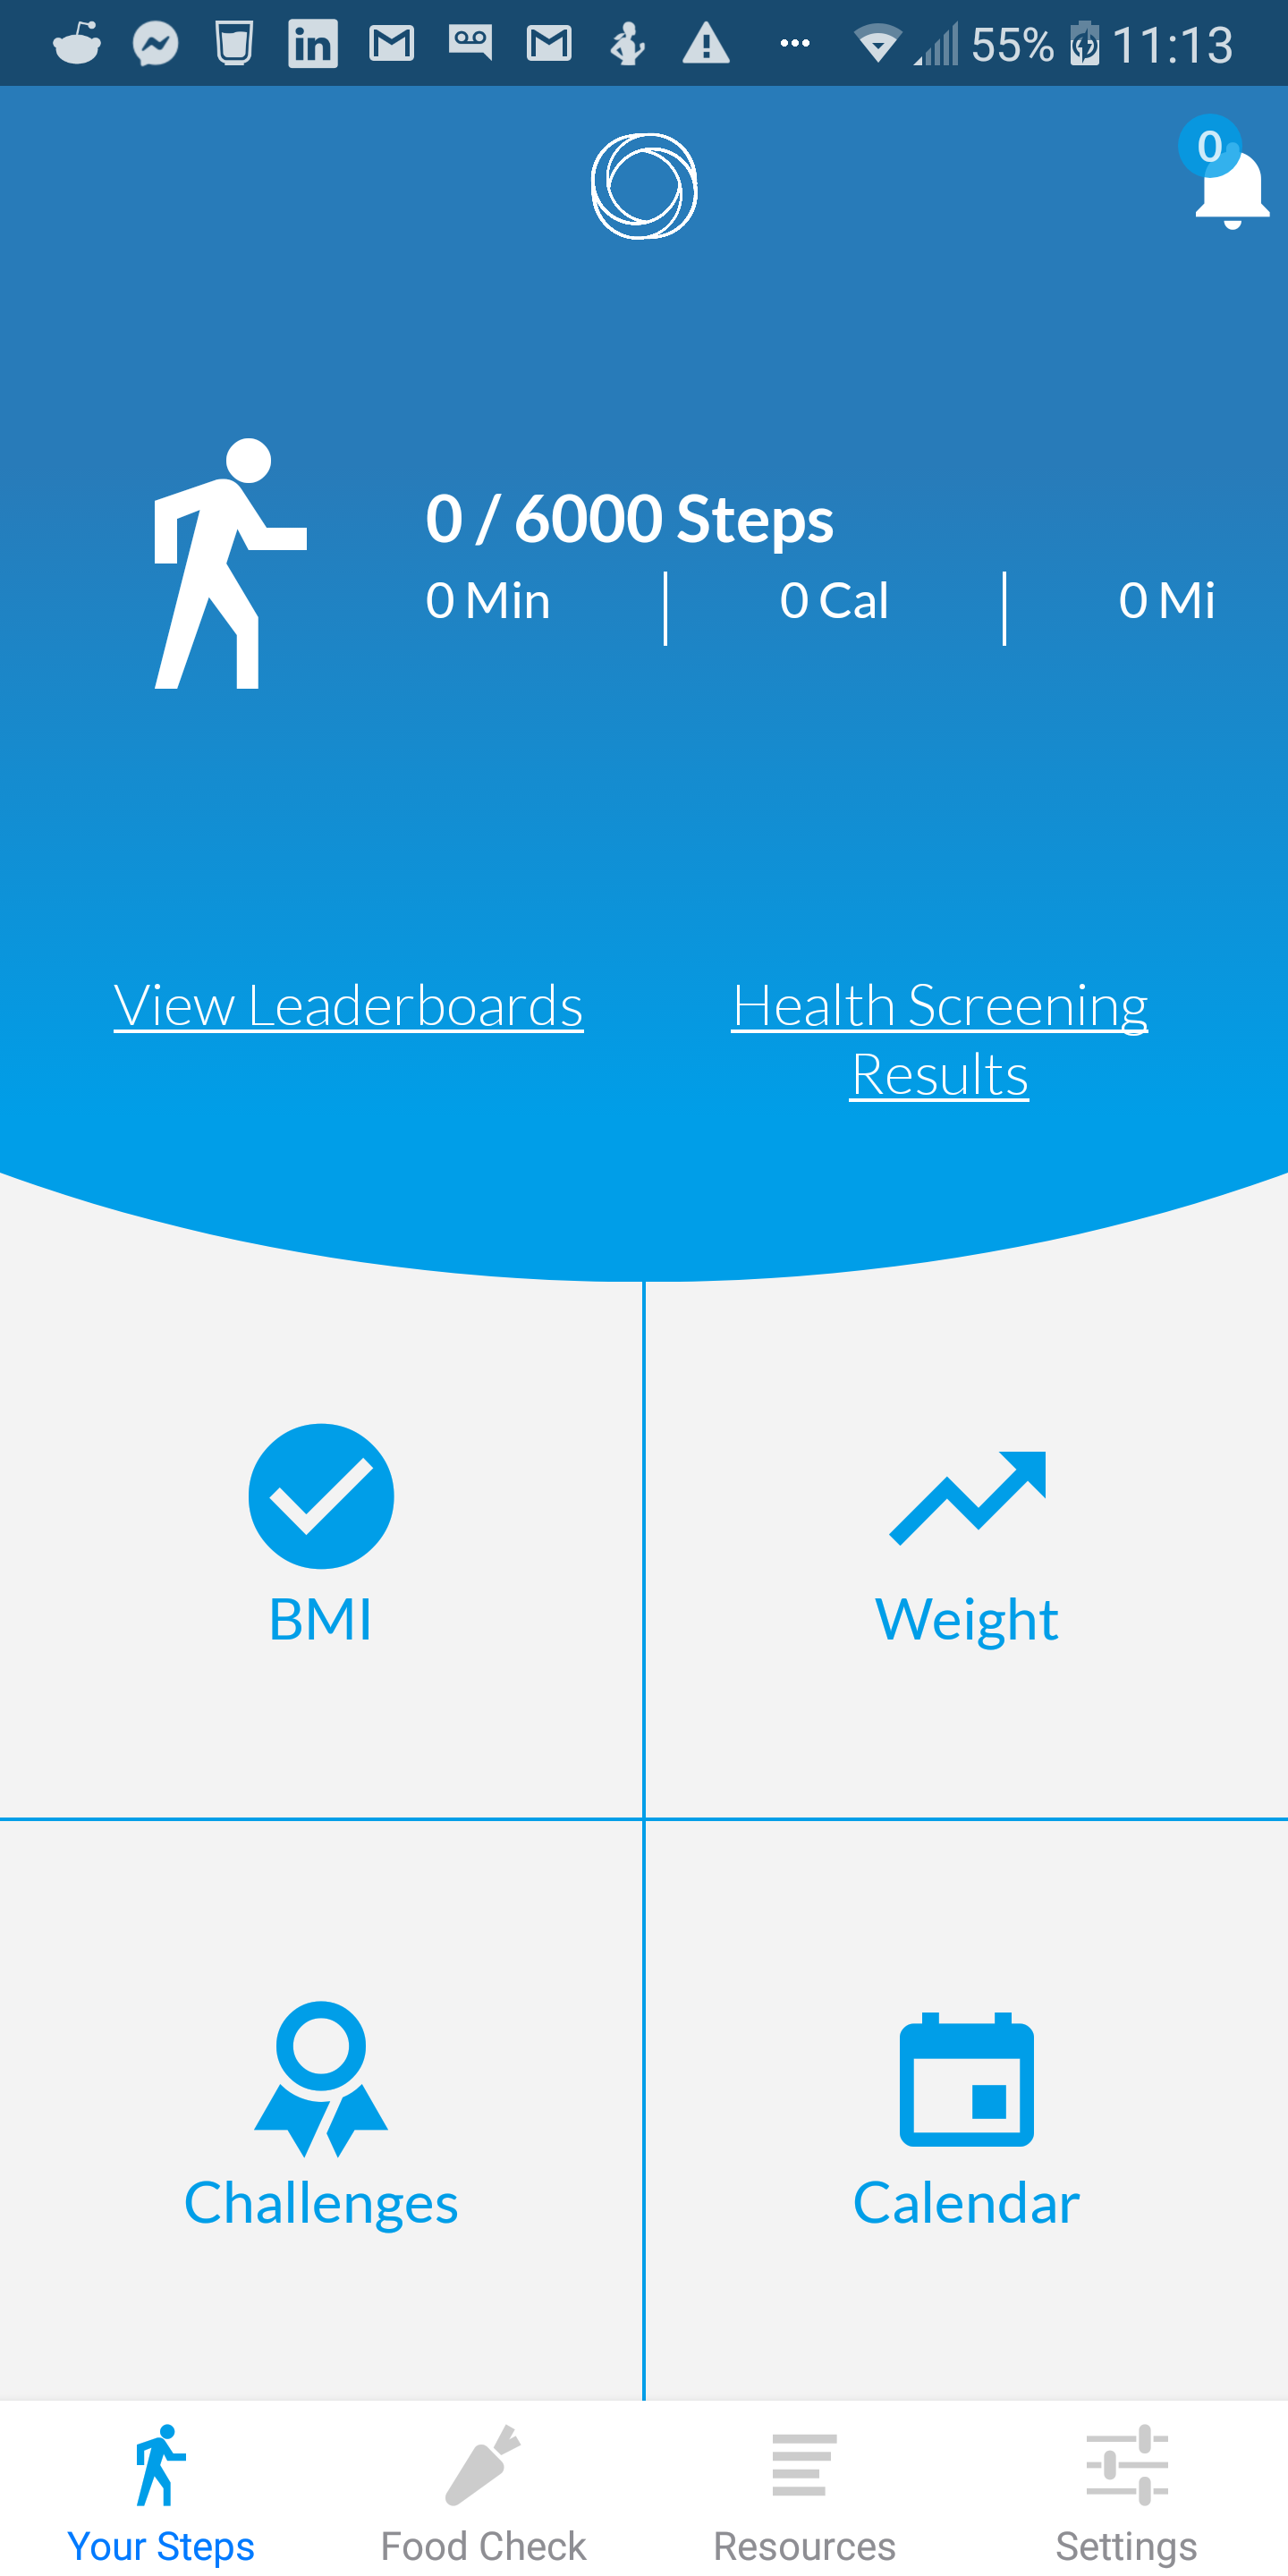 55% 11:13
0
0 / 6000 Steps
0 Min 0 Cal 0 Mi
View Leaderboards
Health Screening
Results
BMI
Weight
Challenges
Calendar
Your Steps
Food Check
Resources
Settings